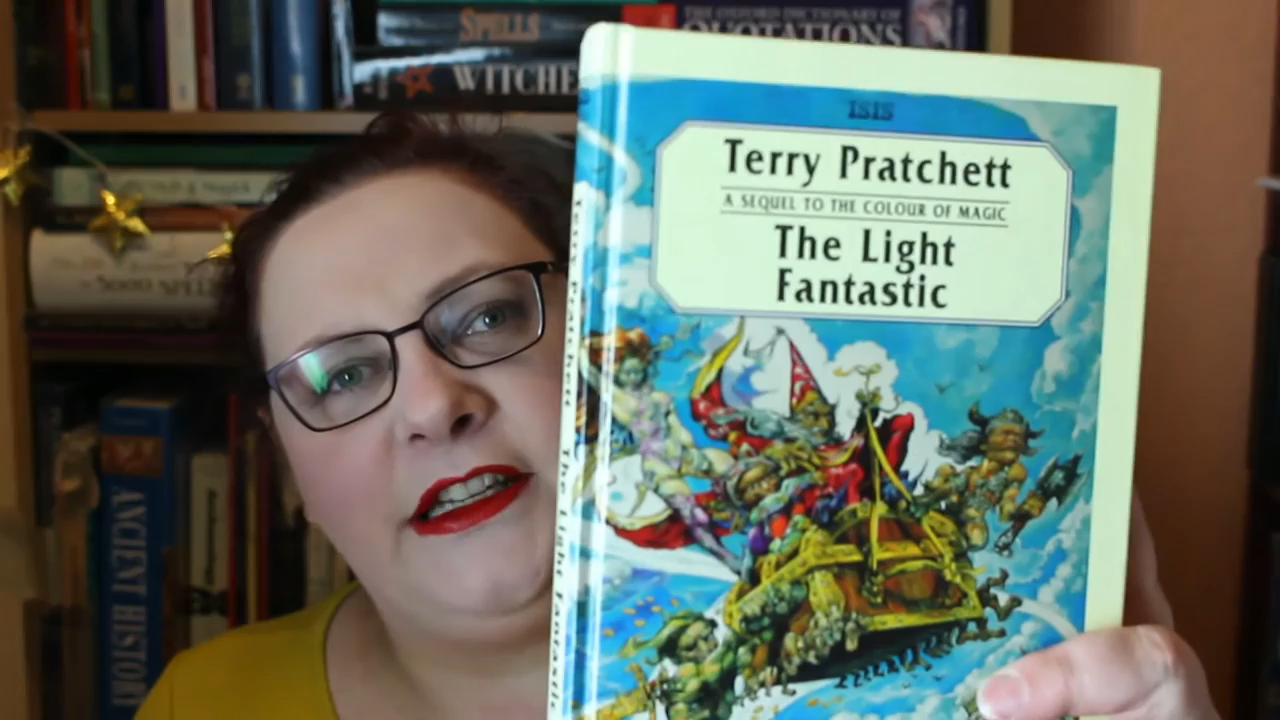 SPELLS
THE OXFORD DICTIONARY OF
QUOTATIONS
WITCHE
ISIS
Terry Pratchett
A SEQUEL TO THE COLOUR OF MAGIC
The Light
Fantastic
Terry Pratchett The Light Fantastic
ANCIENT HISTORY